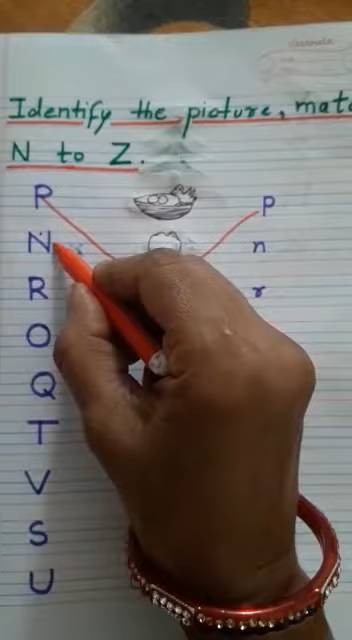 Identify the picture, mat
N to Z.
R p
N n
R r
O
Q
T
V
S
U